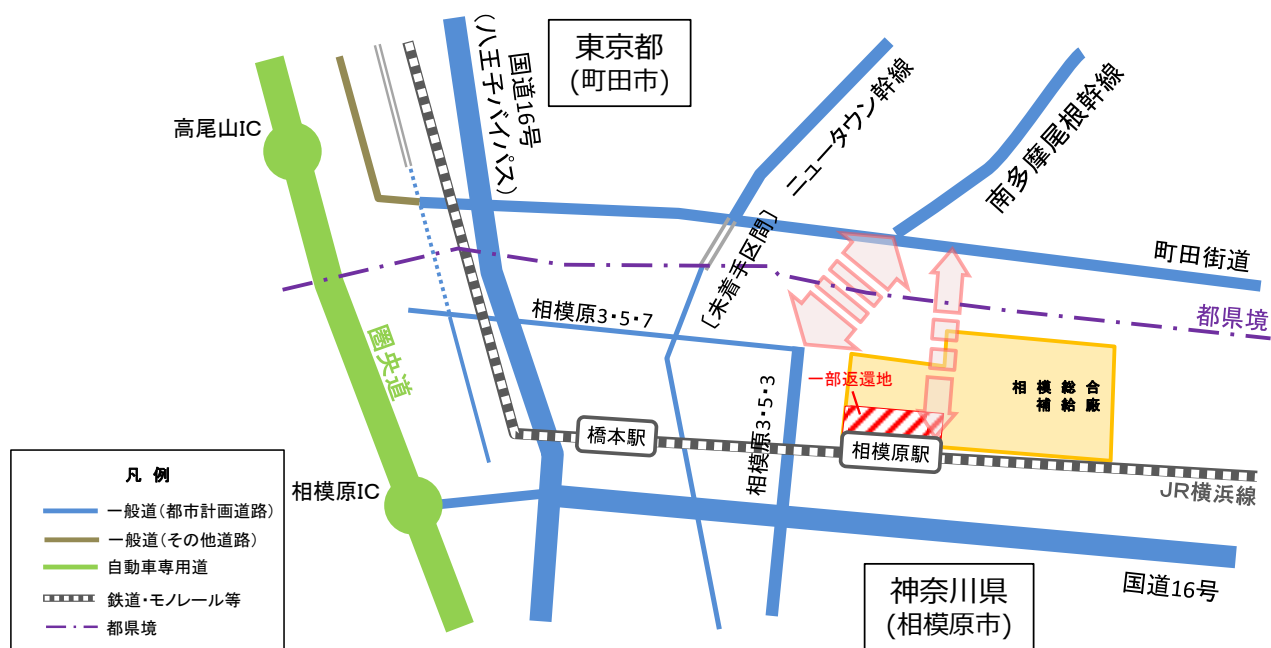 東京都
(町田市)
国道16号
(八王子バイパス)
ニュータウン幹線
[未着手区間]
南多摩尾根幹線
高尾山IC
町田街道
都県境
相模原3・5・7
圏央道
一部返還地
相模総合
補給廠
橋本駅
相模原駅
相模原3・5・3
JR横浜線
相模原IC
国道16号
神奈川県
(相模原市)
凡例
一般道(都市計画道路)
一般道(その他道路)
自動車専用道
鉄道・モノレール等
都県境